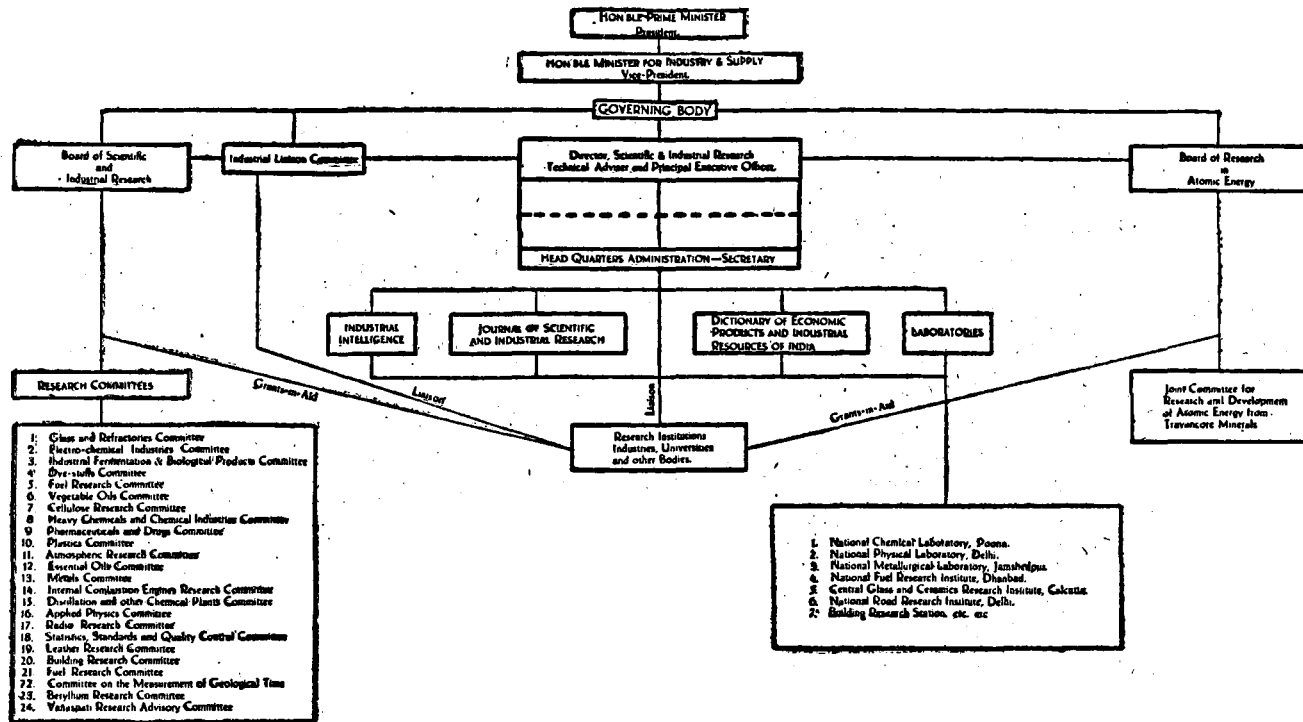 HON'BLE PRIME MINISTER
President.
HON'BLE MINISTER FOR INDUSTRY & SUPPLY
Vice-President.
GOVERNING BODY
Board of Scientific
and
Industrial Research
Industrial Liaison Committee
Director, Scientific & Industrial Research
Technical Adviser and Principal Executive Officer.
Board of Research
in
Atomic Energy
HEAD QUARTERS ADMINISTRATION—SECRETARY
INDUSTRIAL
INTELLIGENCE
JOURNAL OF SCIENTIFIC
AND INDUSTRIAL RESEARCH
DICTIONARY OF ECONOMIC
PRODUCTS AND INDUSTRIAL
RESOURCES OF INDIA
LABORATORIES
RESEARCH COMMITTEES
Grants-in-Aid
Liaison
Liaison
Grants-in-Aid
Joint Committee for
Research and Development
of Atomic Energy from
Travancore Minerals
Research Institutions
Industries, Universities
and other Bodies.
1. Glass and Refractories Committee
2. Electro-chemical Industries Committee
3. Industrial Fermentation & Biological Products Committee
4. Dye-stuffs Committee
5. Fuel Research Committee
6. Vegetable Oils Committee
7. Cellulose Research Committee
8. Heavy Chemicals and Chemical Industries Committee
9. Pharmaceuticals and Drugs Committee
10. Plastics Committee
11. Atmospheric Research Committee
12. Essential Oils Committee
13. Metals Committee
14. Internal Combustion Engines Research Committee
15. Distillation and other Chemical Plants Committee
16. Applied Physics Committee
17. Radio Research Committee
18. Statistics, Standards and Quality Control Committee
19. Leather Research Committee
20. Building Research Committee
21. Fuel Research Committee
22. Committee on the Measurement of Geological Time
23. Beryllium Research Committee
24. Vanaspati Research Advisory Committee
1. National Chemical Laboratory, Poona.
2. National Physical Laboratory, Delhi.
3. National Metallurgical Laboratory, Jamshedpur.
4. National Fuel Research Institute, Dhanbad.
5. Central Glass and Ceramics Research Institute, Calcutta.
6. National Road Research Institute, Delhi.
7. Building Research Station. etc. etc